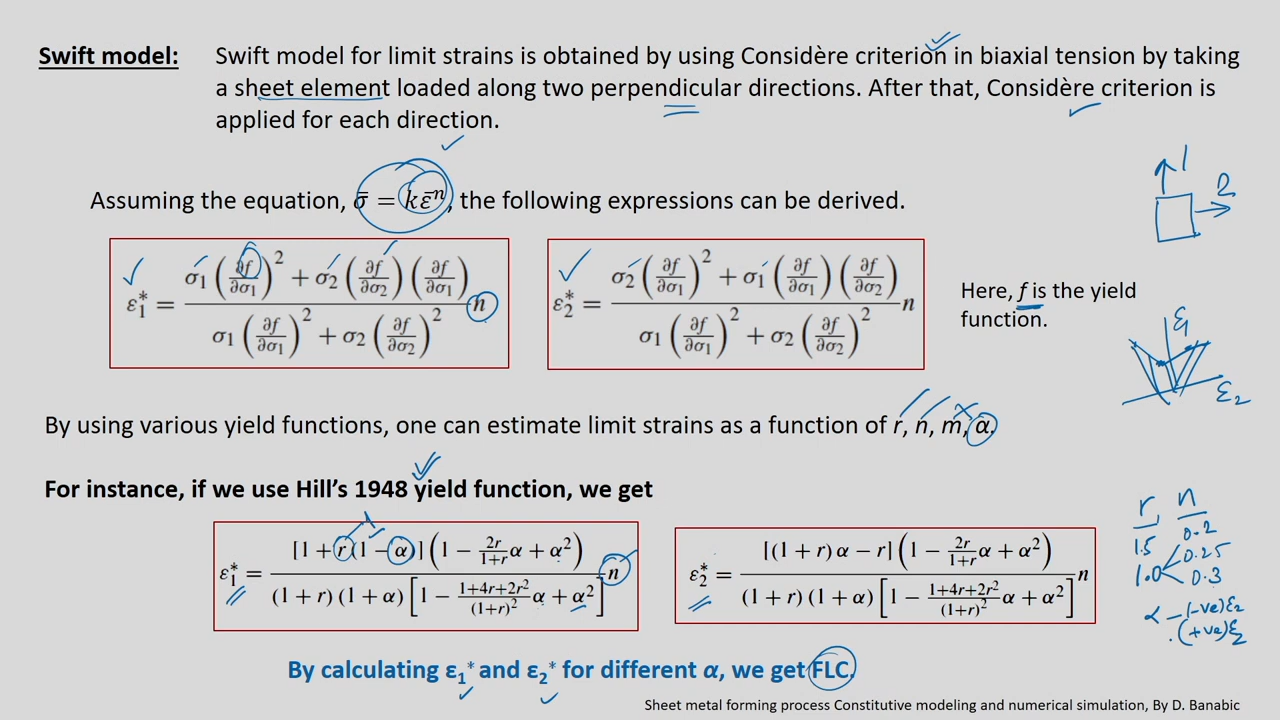 Swift model: Swift model for limit strains is obtained by using Considère criterion in biaxial tension by taking
a sheet element loaded along two perpendicular directions. After that, Considère criterion is
applied for each direction.
1
2
Assuming the equation, σ̄ = kε̄ⁿ, the following expressions can be derived.
ε₁* = [σ₁(∂f/∂σ₁)² + σ₂(∂f/∂σ₂)(∂f/∂σ₁)] / [σ₁(∂f/∂σ₁)² + σ₂(∂f/∂σ₂)²] n
ε₂* = [σ₂(∂f/∂σ₁)² + σ₁(∂f/∂σ₁)(∂f/∂σ₂)] / [σ₁(∂f/∂σ₁)² + σ₂(∂f/∂σ₂)²] n
Here, f is the yield
function.
ε₁
ε₂
By using various yield functions, one can estimate limit strains as a function of r, n, m, α.
For instance, if we use Hill's 1948 yield function, we get
ε₁* = [1 + r(1 − α)](1 − 2r/(1+r) α + α²) / (1 + r)(1 + α)[1 − (1+4r+2r²)/(1+r)² α + α²] n
ε₂* = [(1 + r)α − r](1 − 2r/(1+r) α + α²) / (1 + r)(1 + α)[1 − (1+4r+2r²)/(1+r)² α + α²] n
r, n
0.2
1.5 0.25
1.0 0.3
α – (-ve)ε₂
(+ve)ε₂
By calculating ε₁* and ε₂* for different α, we get FLC.
Sheet metal forming process Constitutive modeling and numerical simulation, By D. Banabic